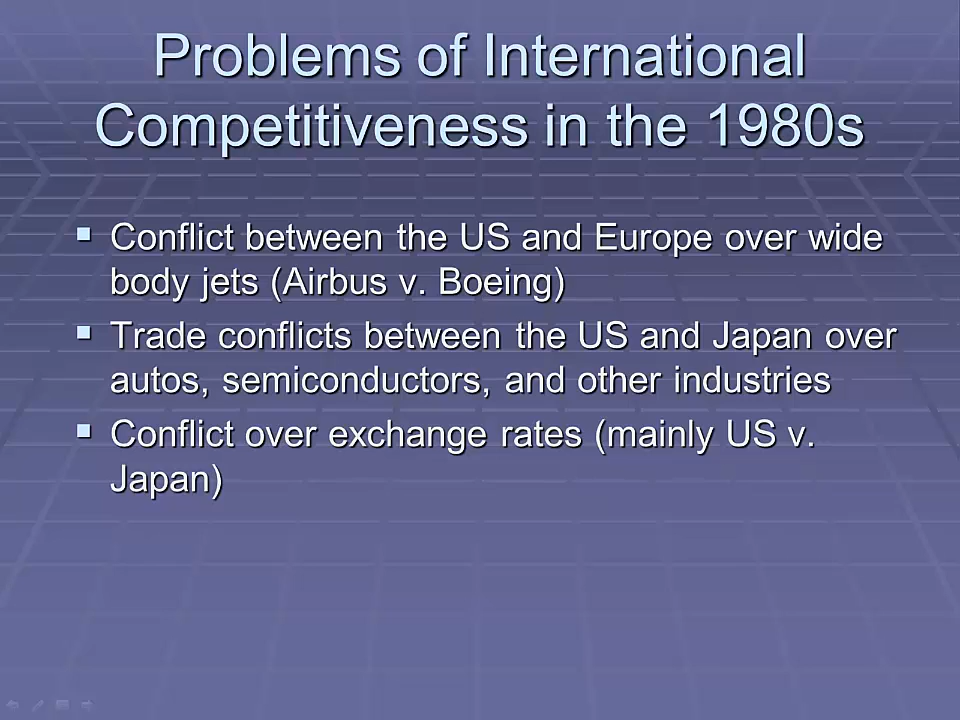 Problems of International
Competitiveness in the 1980s
▪ Conflict between the US and Europe over wide
body jets (Airbus v. Boeing)
▪ Trade conflicts between the US and Japan over
autos, semiconductors, and other industries
▪ Conflict over exchange rates (mainly US v.
Japan)